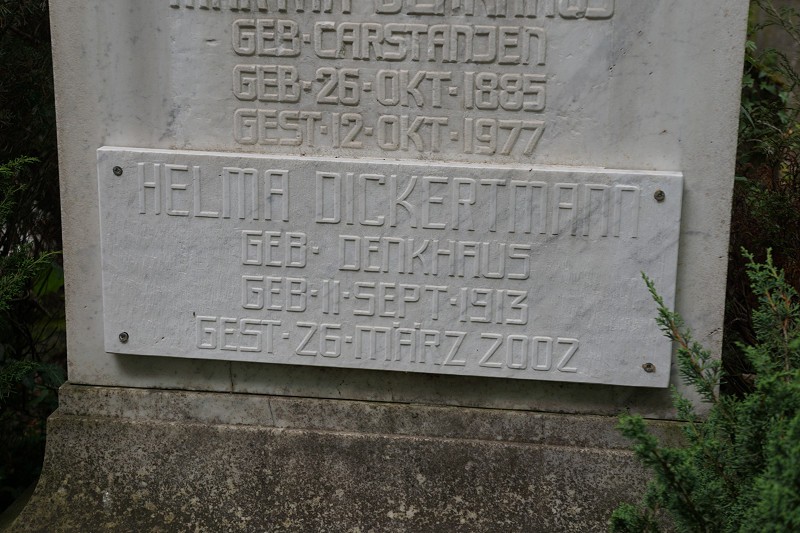 GEB·CARSTANJEN
GEB·26·OKT·1885
GEST·12·OKT·1977
HELMA DICKERTMANN
GEB· DENKHAUS
GEB·11·SEPT·1913
GEST·26·MÄRZ 2002